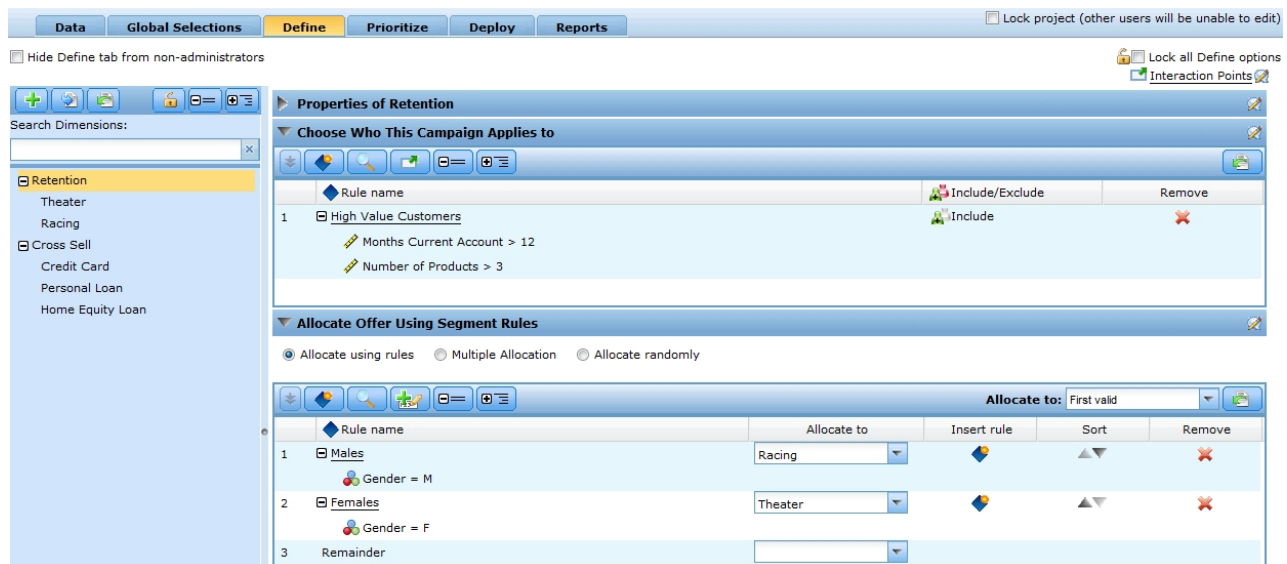 Data Global Selections Define Prioritize Deploy Reports Lock project (other users will be unable to edit)
Hide Define tab from non-administrators Lock all Define options
Interaction Points
Search Dimensions:
Retention
Theater
Racing
Cross Sell
Credit Card
Personal Loan
Home Equity Loan
Properties of Retention
Choose Who This Campaign Applies to
Rule name Include/Exclude Remove
1 High Value Customers Include
Months Current Account > 12
Number of Products > 3
Allocate Offer Using Segment Rules
Allocate using rules Multiple Allocation Allocate randomly
Allocate to: First valid
Rule name Allocate to Insert rule Sort Remove
1 Males Racing
Gender = M
2 Females Theater
Gender = F
3 Remainder